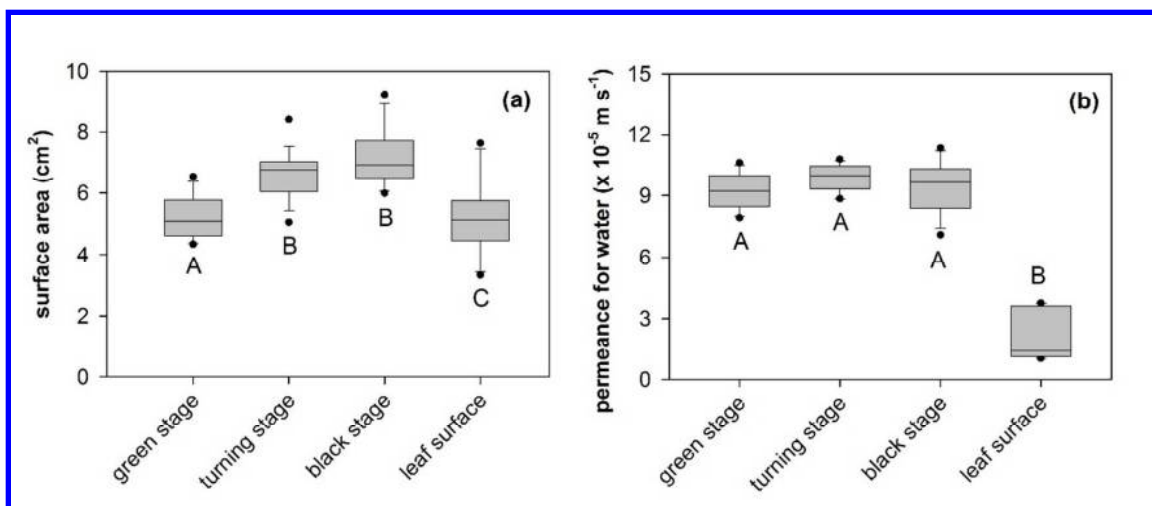 (a)
surface area (cm²)
10
8
6
4
2
0
A
B
B
C
green stage
turning stage
black stage
leaf surface
(b)
permeance for water (x 10⁻⁵ m s⁻¹)
15
12
9
6
3
0
A
A
A
B
green stage
turning stage
black stage
leaf surface